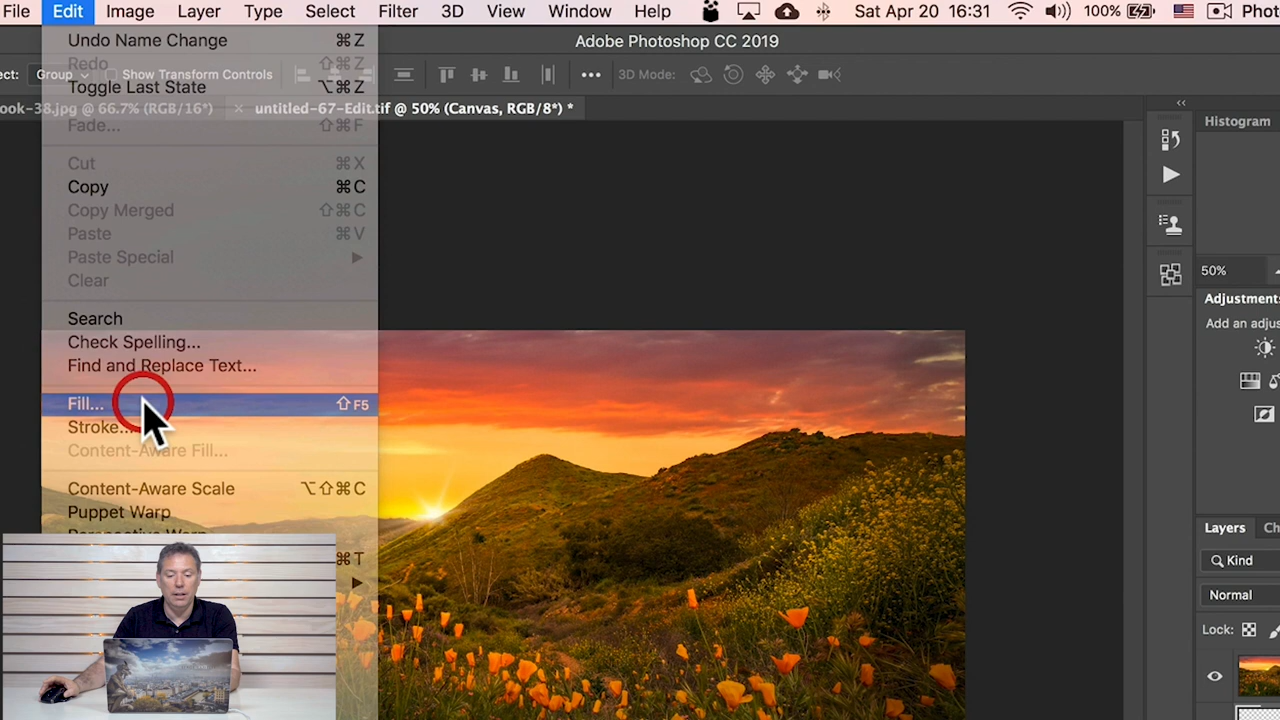 File Edit Image Layer Type Select Filter 3D View Window Help Sat Apr 20 16:31 100%
Adobe Photoshop CC 2019
Group Show Transform Controls 3D Mode:
ook-38.jpg @ 66.7% (RGB/16*) × untitled-67-Edit.tif @ 50% (Canvas, RGB/8*) *
Undo Name Change ⌘Z
Redo ⇧⌘Z
Toggle Last State ⌥⌘Z
Fade... ⇧⌘F
Cut ⌘X
Copy ⌘C
Copy Merged ⇧⌘C
Paste ⌘V
Paste Special ▶
Clear
Search
Check Spelling...
Find and Replace Text...
Fill... ⇧F5
Stroke...
Content-Aware Fill...
Content-Aware Scale ⌥⇧⌘C
Puppet Warp
Perspective Warp
⌘T
Histogram
50%
Adjustments
Add an adjus
Layers Ch
Kind
Normal
Lock: